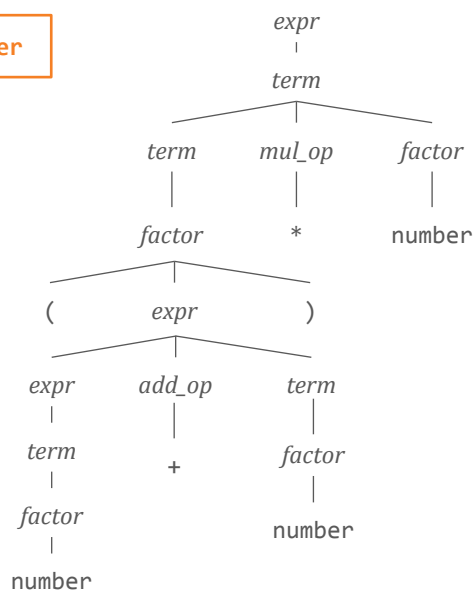 expr
er
term
term mul_op factor
factor * number
( expr )
expr add_op term
term + factor
factor number
number